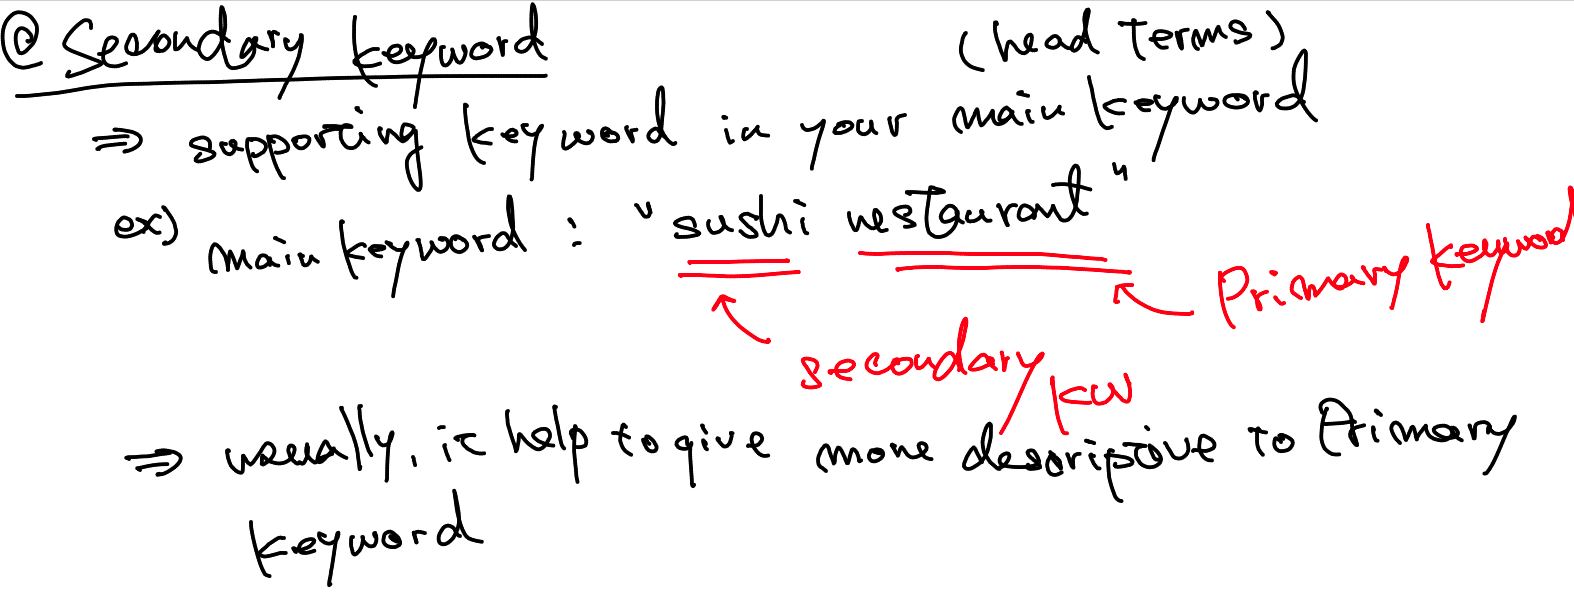 @ Secondary keyword
(head Terms)
⇒ supporting keyword in your main keyword
ex) main keyword : "sushi restaurant"
Primary keyword
secondary kw
⇒ usually, it help to give more descriptive to Primary
keyword